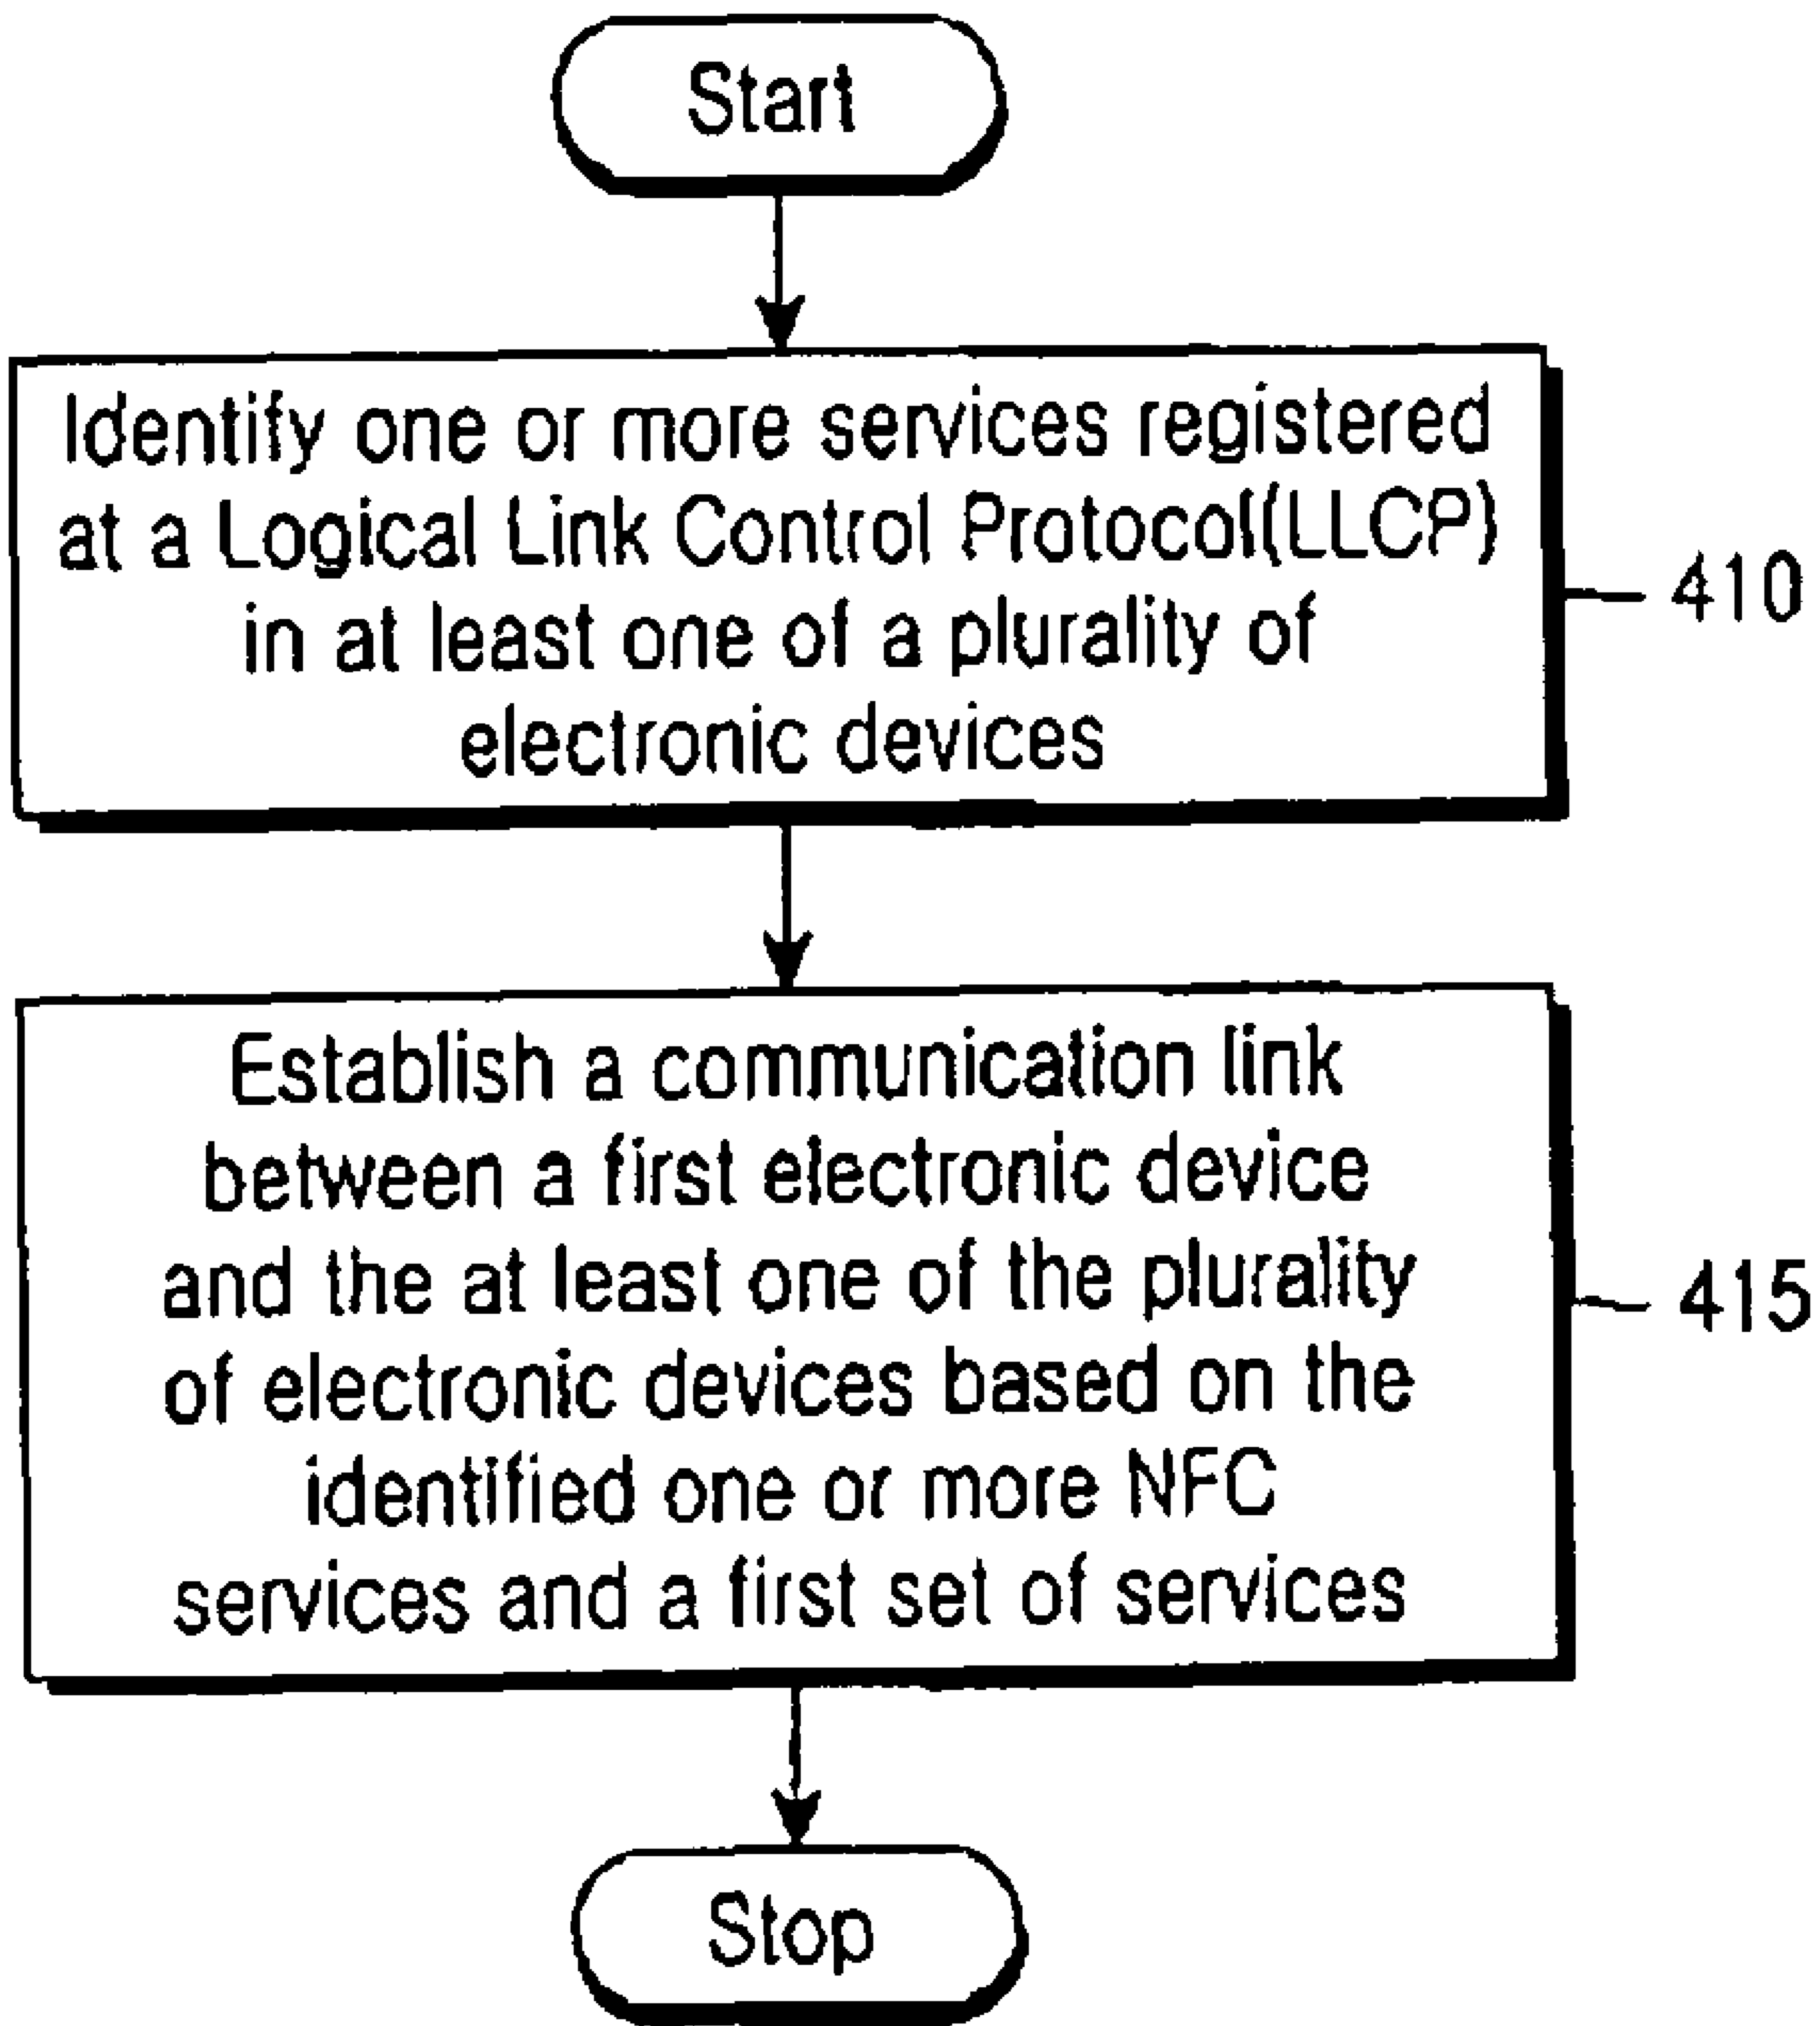 Start
Identify one or more services registered
at a Logical Link Control Protocol(LLCP)
in at least one of a plurality of
electronic devices
410
Establish a communication link
between a first electronic device
and the at least one of the plurality
of electronic devices based on the
identified one or more NFC
services and a first set of services
415
Stop